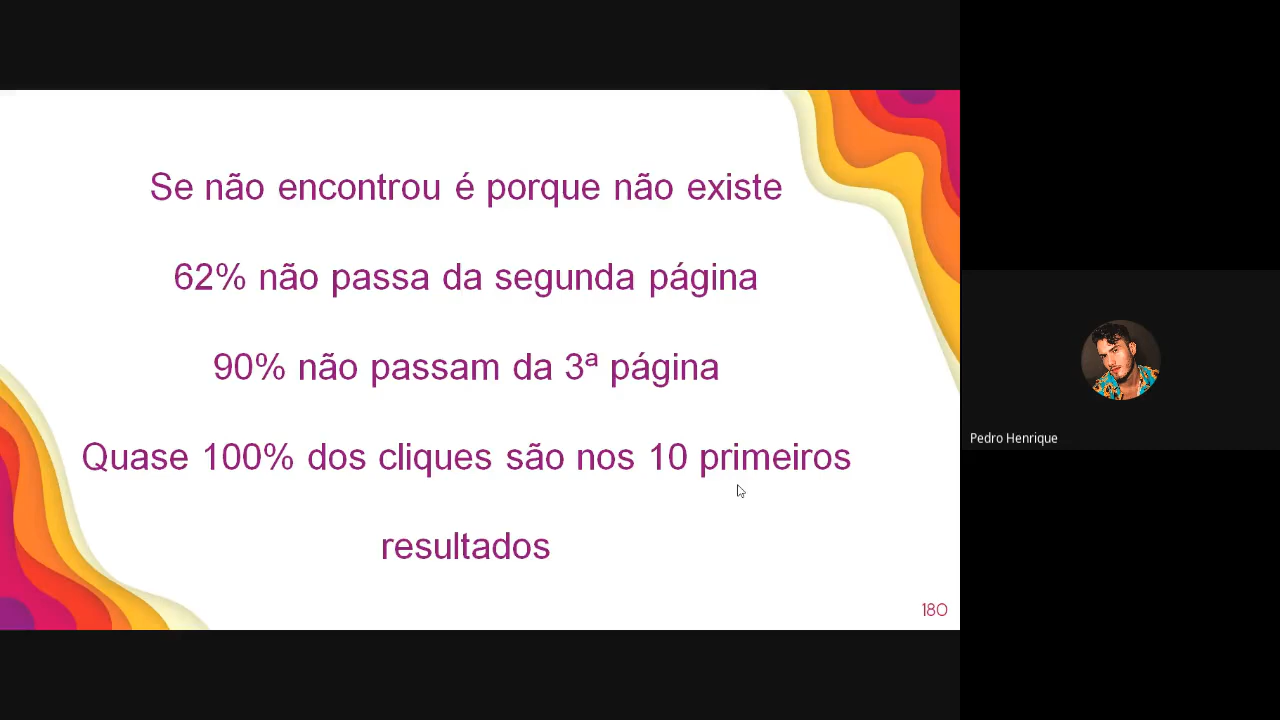 Se não encontrou é porque não existe
62% não passa da segunda página
90% não passam da 3ª página
Quase 100% dos cliques são nos 10 primeiros
resultados
180
Pedro Henrique